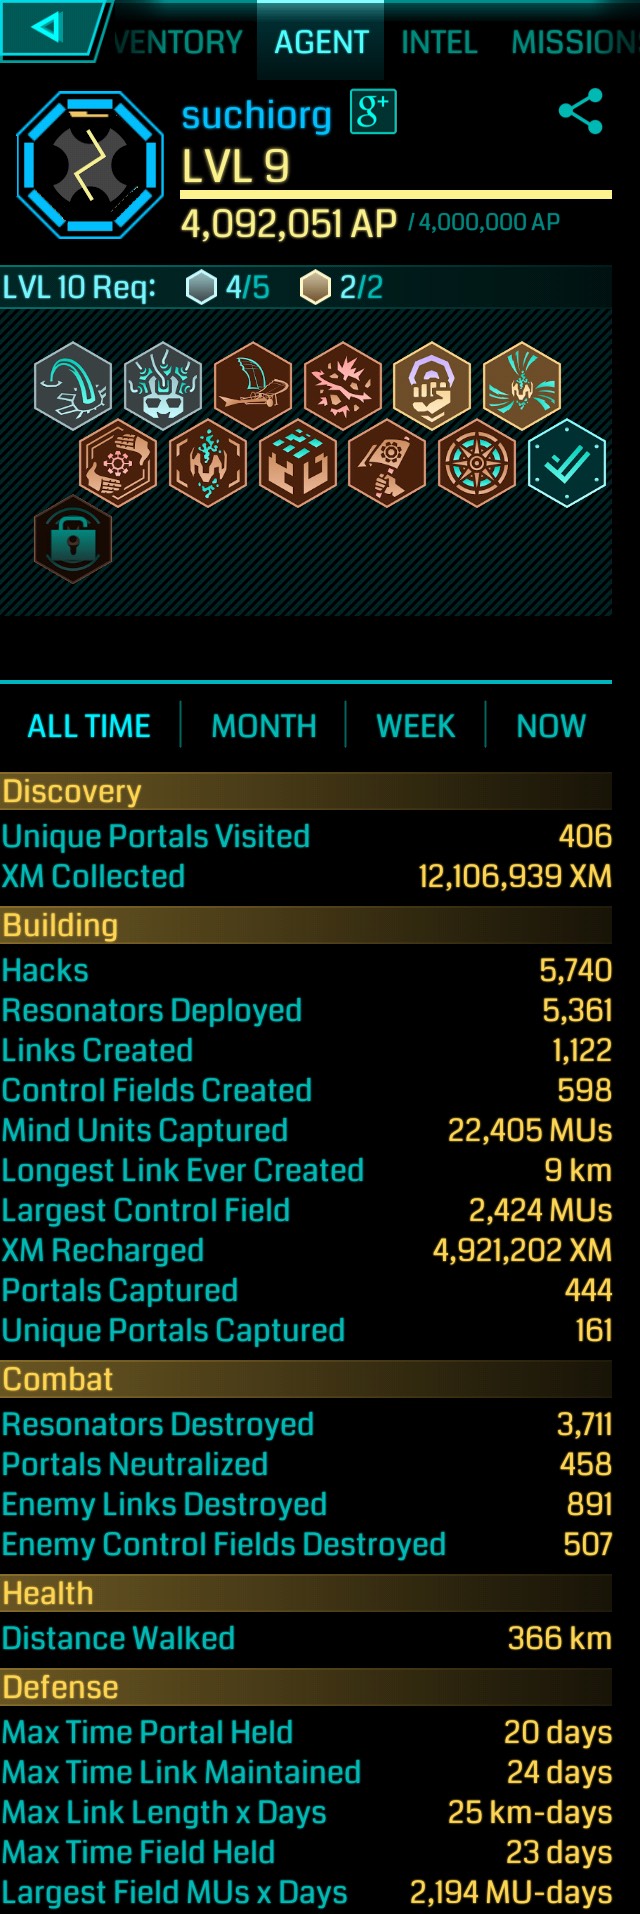 VENTORY AGENT INTEL MISSION
suchiorg g+
LVL 9
4,092,051 AP / 4,000,000 AP
LVL 10 Req: 4/5 2/2
ALL TIME MONTH WEEK NOW
Discovery
Unique Portals Visited 406
XM Collected 12,106,939 XM
Building
Hacks 5,740
Resonators Deployed 5,361
Links Created 1,122
Control Fields Created 598
Mind Units Captured 22,405 MUs
Longest Link Ever Created 9 km
Largest Control Field 2,424 MUs
XM Recharged 4,921,202 XM
Portals Captured 444
Unique Portals Captured 161
Combat
Resonators Destroyed 3,711
Portals Neutralized 458
Enemy Links Destroyed 891
Enemy Control Fields Destroyed 507
Health
Distance Walked 366 km
Defense
Max Time Portal Held 20 days
Max Time Link Maintained 24 days
Max Link Length x Days 25 km-days
Max Time Field Held 23 days
Largest Field MUs x Days 2,194 MU-days